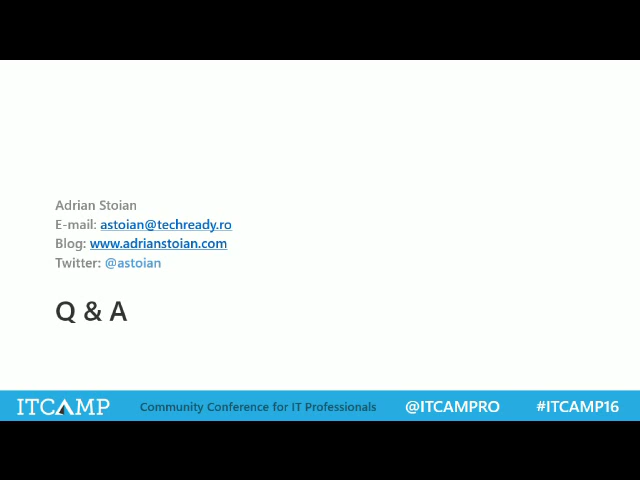 Adrian Stoian
E-mail: astoian@techready.ro
Blog: www.adrianstoian.com
Twitter: @astoian
Q & A
ITCAMP Community Conference for IT Professionals @ITCAMPRO #ITCAMP16